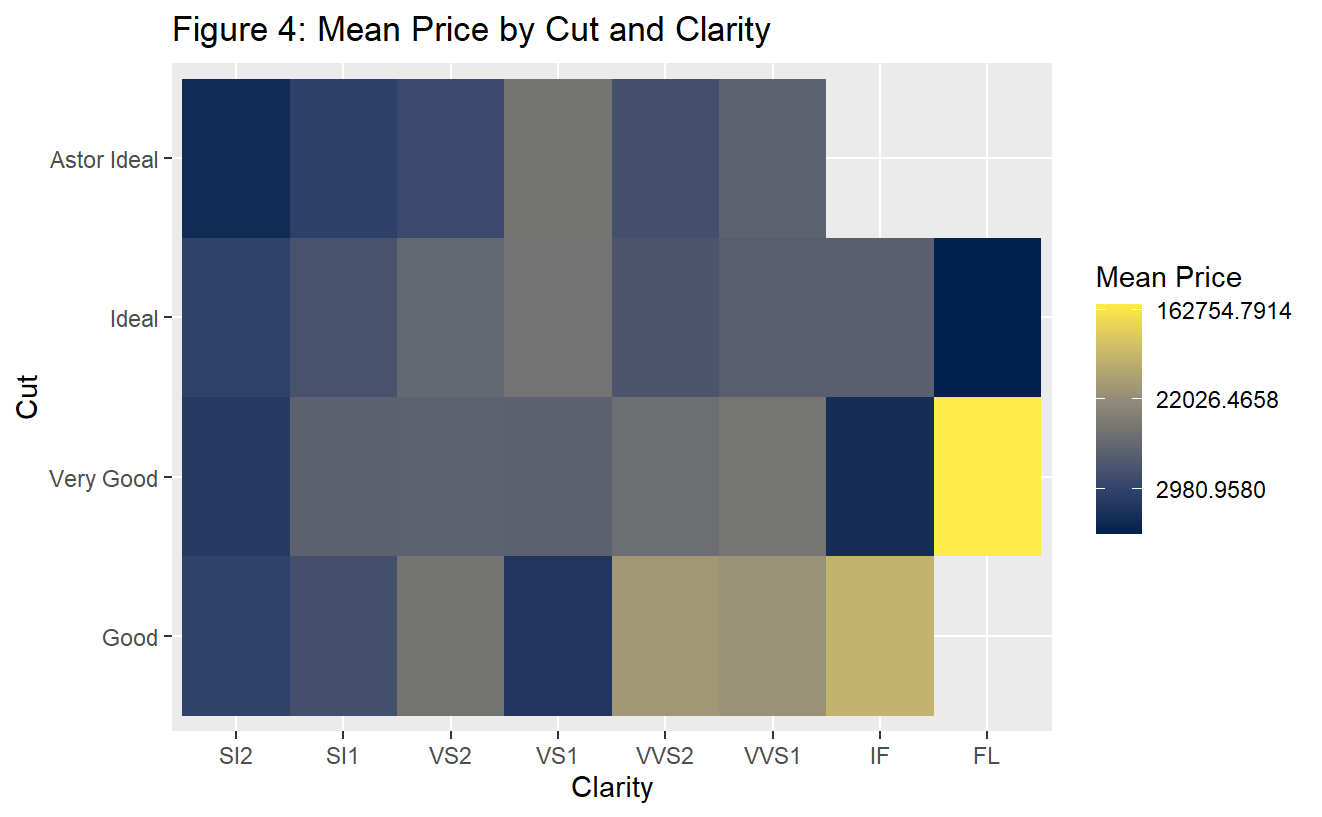 Figure 4: Mean Price by Cut and Clarity
Cut
Astor Ideal
Ideal
Very Good
Good
SI2 SI1 VS2 VS1 VVS2 VVS1 IF FL
Clarity
Mean Price
162754.7914
22026.4658
2980.9580